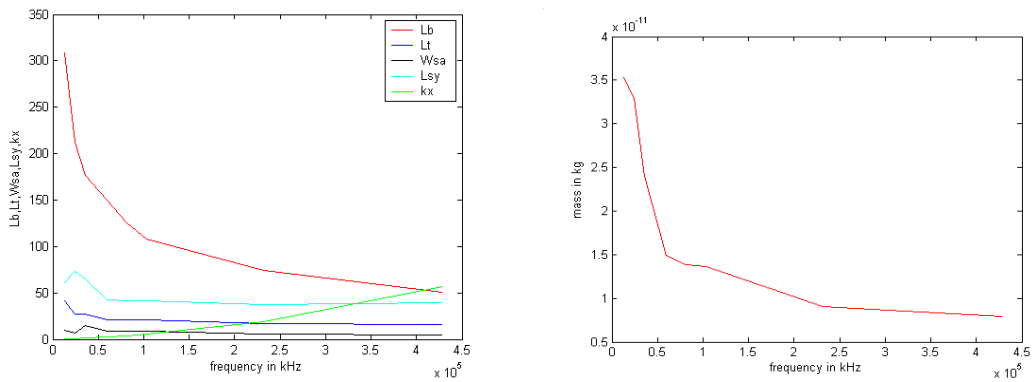 350
300
250
200
150
100
50
0
Lb,Lt,Wsa,Lsy,kx
Lb
Lt
Wsa
Lsy
kx
0 0.5 1 1.5 2 2.5 3 3.5 4 4.5
frequency in kHz
x 10^5
x 10^-11
4
3.5
3
2.5
2
1.5
1
0.5
mass in kg
0 0.5 1 1.5 2 2.5 3 3.5 4 4.5
frequency in kHz
x 10^5